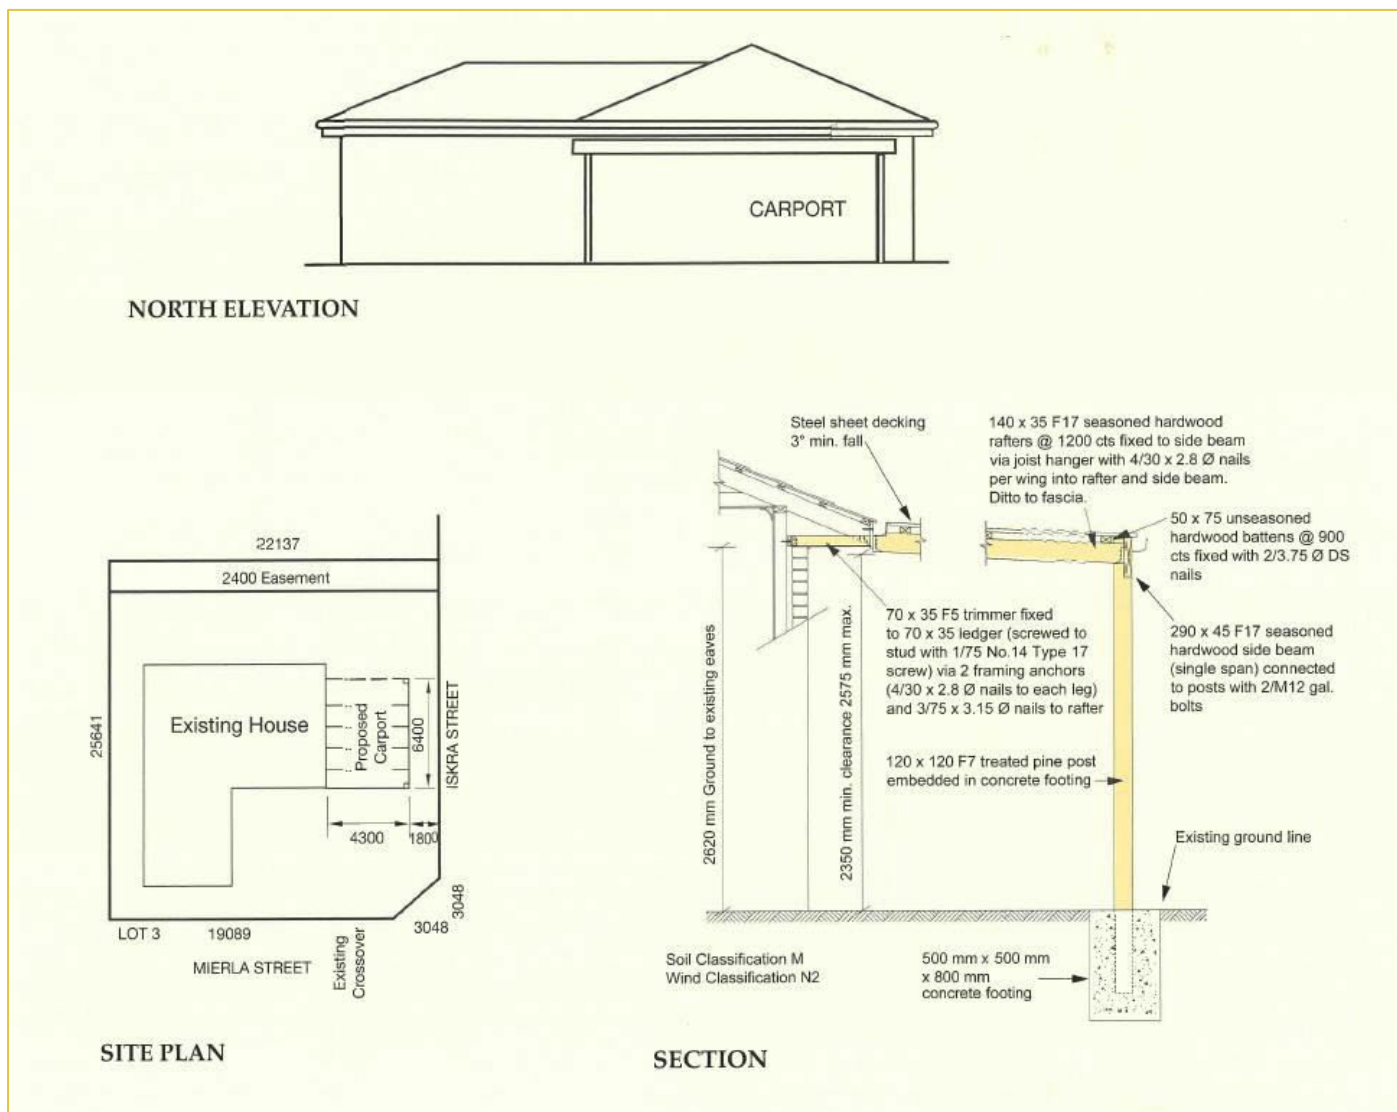 CARPORT
NORTH ELEVATION
22137
2400 Easement
25641
Existing House
Proposed
Carport
6400
ISKRA STREET
4300
1800
3048
3048
LOT 3
19089
MIERLA STREET
Existing
Crossover
SITE PLAN
Steel sheet decking
3° min. fall
140 x 35 F17 seasoned hardwood
rafters @ 1200 cts fixed to side beam
via joist hanger with 4/30 x 2.8 Ø nails
per wing into rafter and side beam.
Ditto to fascia.
50 x 75 unseasoned
hardwood battens @ 900
cts fixed with 2/3.75 Ø DS
nails
70 x 35 F5 trimmer fixed
to 70 x 35 ledger (screwed to
stud with 1/75 No.14 Type 17
screw) via 2 framing anchors
(4/30 x 2.8 Ø nails to each leg)
and 3/75 x 3.15 Ø nails to rafter
290 x 45 F17 seasoned
hardwood side beam
(single span) connected
to posts with 2/M12 gal.
bolts
2620 mm Ground to existing eaves
2350 mm min. clearance 2575 mm max.
120 x 120 F7 treated pine post
embedded in concrete footing
Existing ground line
Soil Classification M
Wind Classification N2
500 mm x 500 mm
x 800 mm
concrete footing
SECTION